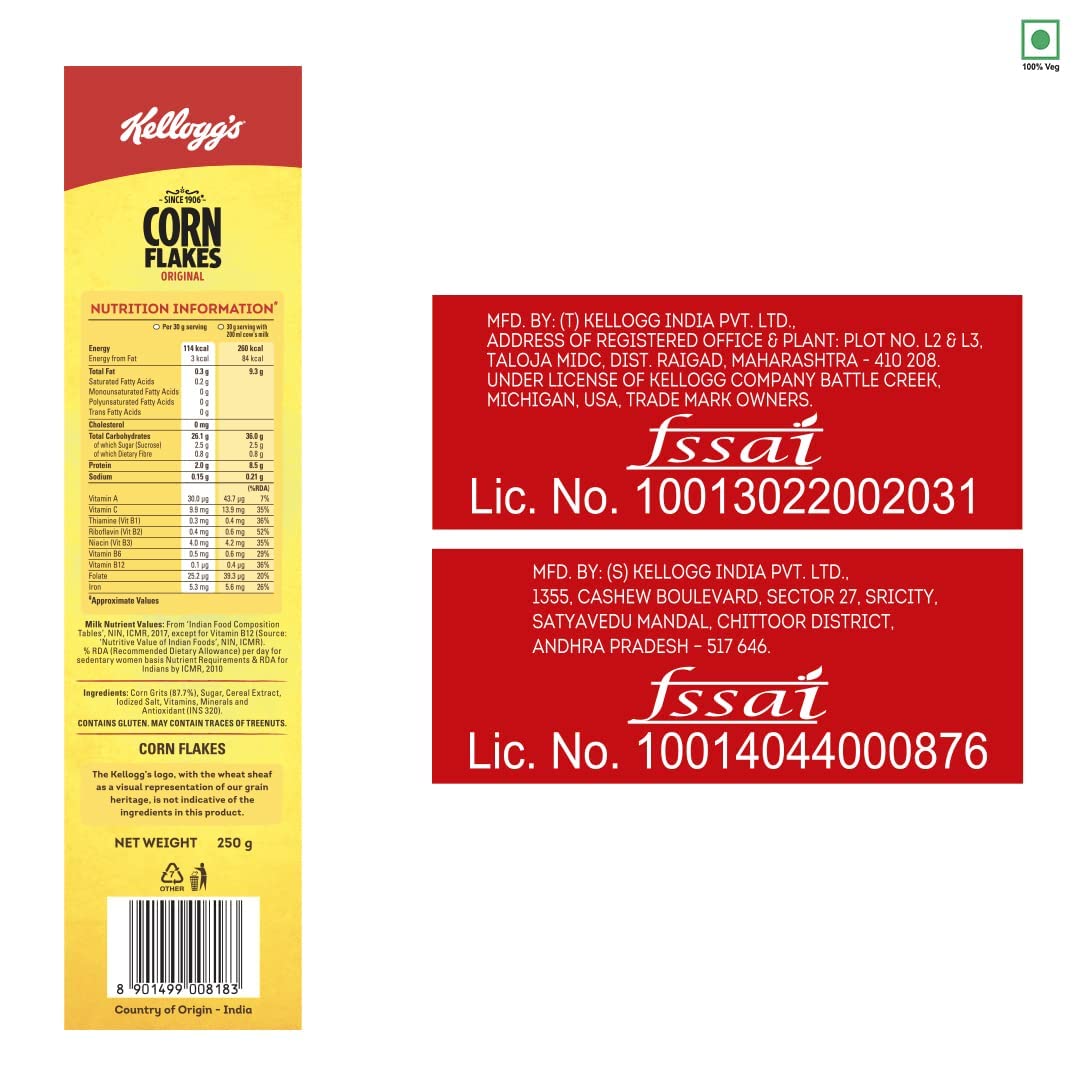 100% Veg
Kellogg's
- SINCE 1906* -
CORN
FLAKES
ORIGINAL
NUTRITION INFORMATION#
Per 30 g serving 30 g serving with
200 ml cow's milk
Energy 114 kcal 260 kcal
Energy from Fat 3 kcal 84 kcal
Total Fat 0.3 g 9.3 g
Saturated Fatty Acids 0.2 g
Monounsaturated Fatty Acids 0 g
Polyunsaturated Fatty Acids 0 g
Trans Fatty Acids 0 g
Cholesterol 0 mg
Total Carbohydrates 26.1 g 36.0 g
of which Sugar (Sucrose) 2.5 g 2.5 g
of which Dietary Fibre 0.8 g 0.8 g
Protein 2.0 g 8.5 g
Sodium 0.15 g 0.21 g
(%RDA)
Vitamin A 30.0 µg 43.7 µg 7%
Vitamin C 9.9 mg 13.9 mg 35%
Thiamine (Vit B1) 0.3 mg 0.4 mg 36%
Riboflavin (Vit B2) 0.4 mg 0.6 mg 52%
Niacin (Vit B3) 4.0 mg 4.2 mg 35%
Vitamin B6 0.5 mg 0.6 mg 29%
Vitamin B12 0.1 µg 0.4 µg 36%
Folate 25.2 µg 39.3 µg 20%
Iron 5.3 mg 5.6 mg 26%
#Approximate Values
Milk Nutrient Values: From 'Indian Food Composition
Tables', NIN, ICMR, 2017, except for Vitamin B12 (Source:
'Nutritive Value of Indian Foods', NIN, ICMR).
% RDA (Recommended Dietary Allowance) per day for
sedentary women basis Nutrient Requirements & RDA for
Indians by ICMR, 2010
Ingredients: Corn Grits (87.7%), Sugar, Cereal Extract,
Iodized Salt, Vitamins, Minerals and
Antioxidant (INS 320).
CONTAINS GLUTEN. MAY CONTAIN TRACES OF TREENUTS.
CORN FLAKES
The Kellogg's logo, with the wheat sheaf
as a visual representation of our grain
heritage, is not indicative of the
ingredients in this product.
NET WEIGHT 250 g
7
OTHER
8 901499 008183
Country of Origin - India
MFD. BY: (T) KELLOGG INDIA PVT. LTD.,
ADDRESS OF REGISTERED OFFICE & PLANT: PLOT NO. L2 & L3,
TALOJA MIDC, DIST. RAIGAD, MAHARASHTRA - 410 208.
UNDER LICENSE OF KELLOGG COMPANY BATTLE CREEK,
MICHIGAN, USA, TRADE MARK OWNERS.
fssai
Lic. No. 10013022002031
MFD. BY: (S) KELLOGG INDIA PVT. LTD.,
1355, CASHEW BOULEVARD, SECTOR 27, SRICITY,
SATYAVEDU MANDAL, CHITTOOR DISTRICT,
ANDHRA PRADESH - 517 646.
fssai
Lic. No. 10014044000876